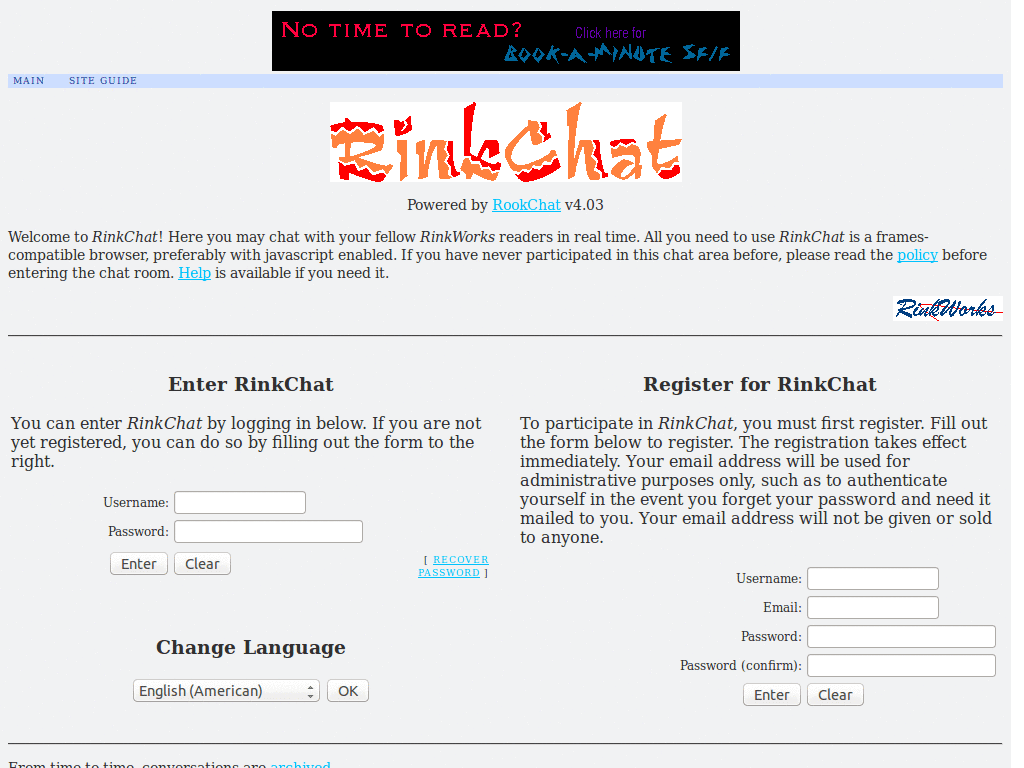 No time to read?
Click here for
Book-A-Minute SF/F
MAIN SITE GUIDE
RinkChat
Powered by RookChat v4.03
Welcome to RinkChat! Here you may chat with your fellow RinkWorks readers in real time. All you need to use RinkChat is a frames-
compatible browser, preferably with javascript enabled. If you have never participated in this chat area before, please read the policy before
entering the chat room. Help is available if you need it.
RinkWorks
Enter RinkChat
You can enter RinkChat by logging in below. If you are not
yet registered, you can do so by filling out the form to the
right.
Username:
Password:
Enter Clear
[ RECOVER
PASSWORD ]
Change Language
English (American) OK
Register for RinkChat
To participate in RinkChat, you must first register. Fill out
the form below to register. The registration takes effect
immediately. Your email address will be used for
administrative purposes only, such as to authenticate
yourself in the event you forget your password and need it
mailed to you. Your email address will not be given or sold
to anyone.
Username:
Email:
Password:
Password (confirm):
Enter Clear
From time to time, conversations are archived.